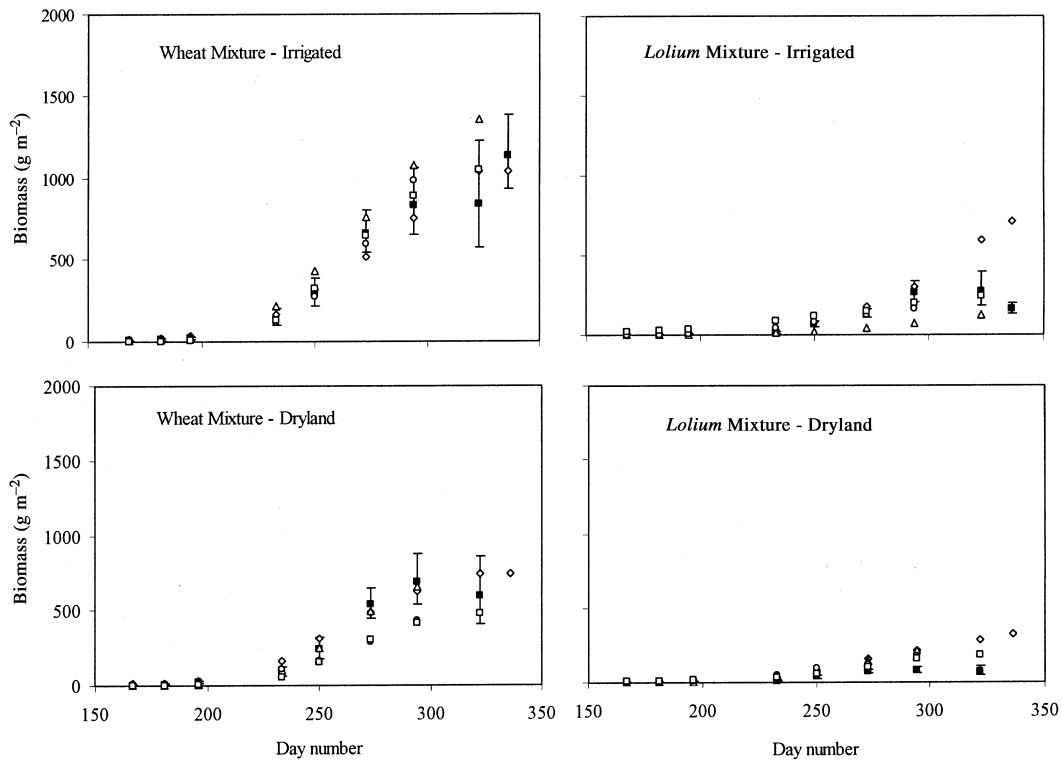 2000
Wheat Mixture - Irrigated
Lolium Mixture - Irrigated
1500
1000
500
0
Biomass (g m⁻²)
2000
Wheat Mixture - Dryland
Lolium Mixture - Dryland
1500
1000
500
0
Biomass (g m⁻²)
150 200 250 300 350
150 200 250 300 350
Day number
Day number